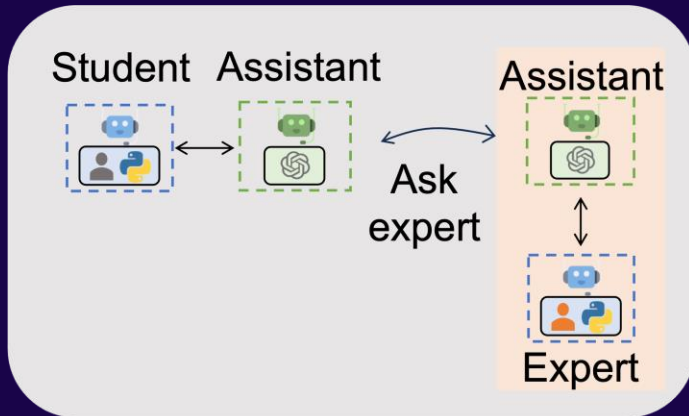 Student
Assistant
Ask
expert
Assistant
Expert